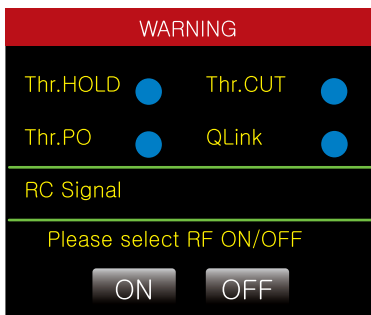 WARNING
Thr.HOLD Thr.CUT
Thr.PO QLink
RC Signal
Please select RF ON/OFF
ON OFF